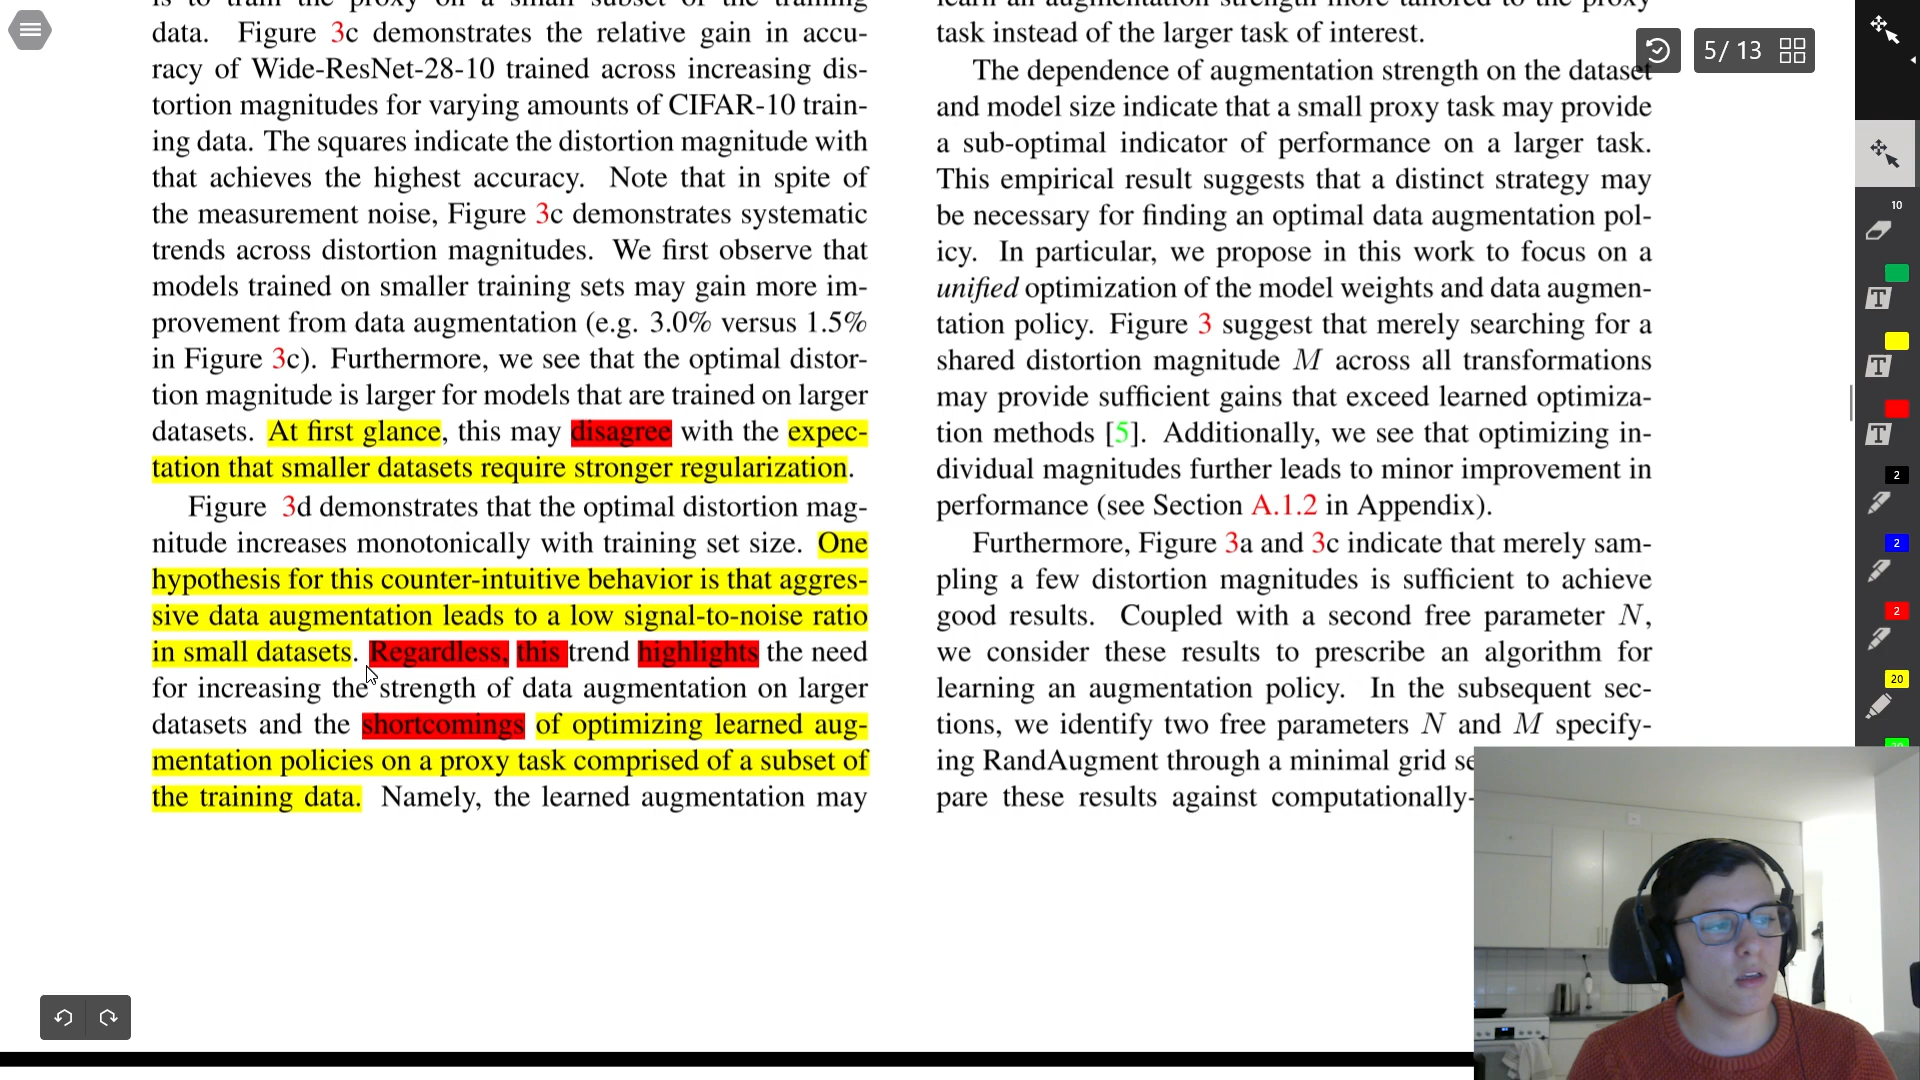 data. Figure 3c demonstrates the relative gain in accu-
racy of Wide-ResNet-28-10 trained across increasing dis-
tortion magnitudes for varying amounts of CIFAR-10 train-
ing data. The squares indicate the distortion magnitude with
that achieves the highest accuracy. Note that in spite of
the measurement noise, Figure 3c demonstrates systematic
trends across distortion magnitudes. We first observe that
models trained on smaller training sets may gain more im-
provement from data augmentation (e.g. 3.0% versus 1.5%
in Figure 3c). Furthermore, we see that the optimal distor-
tion magnitude is larger for models that are trained on larger
datasets. At first glance, this may disagree with the expec-
tation that smaller datasets require stronger regularization.
Figure 3d demonstrates that the optimal distortion mag-
nitude increases monotonically with training set size. One
hypothesis for this counter-intuitive behavior is that aggres-
sive data augmentation leads to a low signal-to-noise ratio
in small datasets. Regardless, this trend highlights the need
for increasing the strength of data augmentation on larger
datasets and the shortcomings of optimizing learned aug-
mentation policies on a proxy task comprised of a subset of
the training data. Namely, the learned augmentation may
task instead of the larger task of interest.
The dependence of augmentation strength on the dataset
and model size indicate that a small proxy task may provide
a sub-optimal indicator of performance on a larger task.
This empirical result suggests that a distinct strategy may
be necessary for finding an optimal data augmentation pol-
icy. In particular, we propose in this work to focus on a
unified optimization of the model weights and data augmen-
tation policy. Figure 3 suggest that merely searching for a
shared distortion magnitude M across all transformations
may provide sufficient gains that exceed learned optimiza-
tion methods [5]. Additionally, we see that optimizing in-
dividual magnitudes further leads to minor improvement in
performance (see Section A.1.2 in Appendix).
Furthermore, Figure 3a and 3c indicate that merely sam-
pling a few distortion magnitudes is sufficient to achieve
good results. Coupled with a second free parameter N,
we consider these results to prescribe an algorithm for
learning an augmentation policy. In the subsequent sec-
tions, we identify two free parameters N and M specify-
ing RandAugment through a minimal grid se
pare these results against computationally-
5/13
10
T
T
T
2
2
2
20